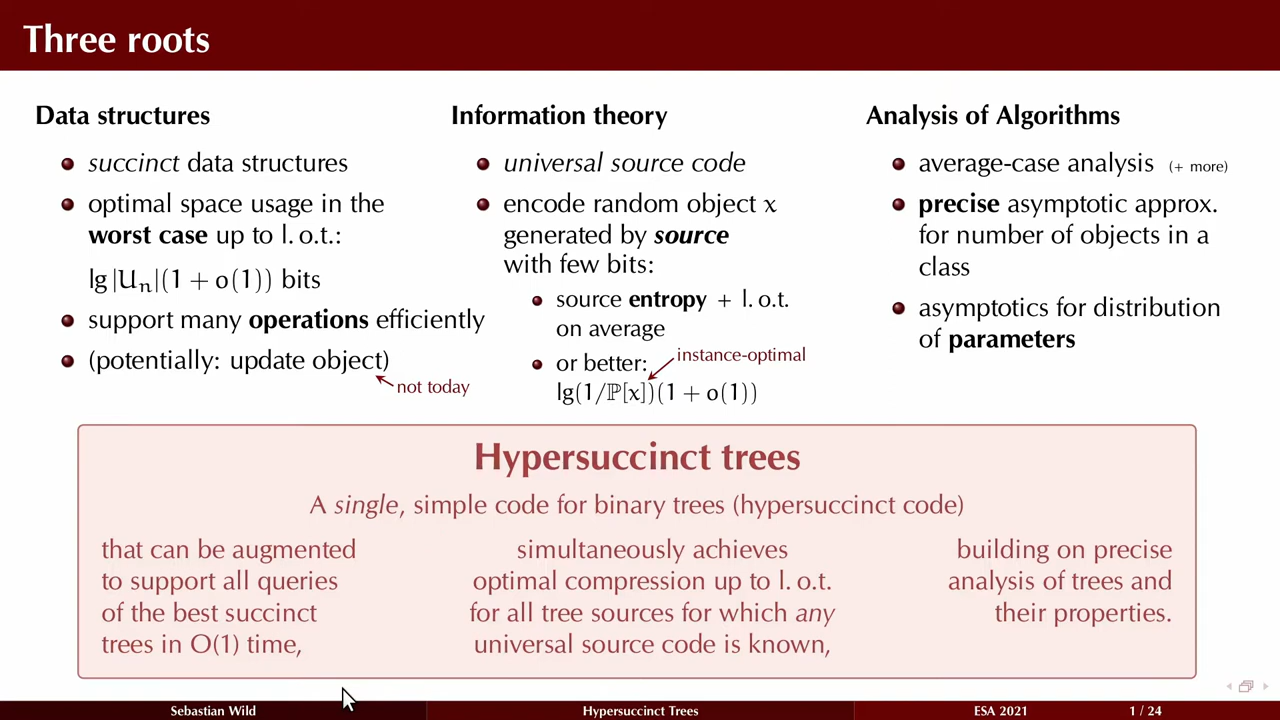 Three roots
Data structures
succinct data structures
optimal space usage in the
worst case up to l. o. t.:
lg |Uₙ|(1 + o(1)) bits
support many operations efficiently
(potentially: update object)
not today
Information theory
universal source code
encode random object x
generated by source
with few bits:
source entropy + l. o. t.
on average
or better:
instance-optimal
lg(1/ℙ[x])(1 + o(1))
Analysis of Algorithms
average-case analysis (+ more)
precise asymptotic approx.
for number of objects in a
class
asymptotics for distribution
of parameters
Hypersuccinct trees
A single, simple code for binary trees (hypersuccinct code)
that can be augmented
to support all queries
of the best succinct
trees in O(1) time,
simultaneously achieves
optimal compression up to l. o. t.
for all tree sources for which any
universal source code is known,
building on precise
analysis of trees and
their properties.
Sebastian Wild
Hypersuccinct Trees
ESA 2021
1 / 24